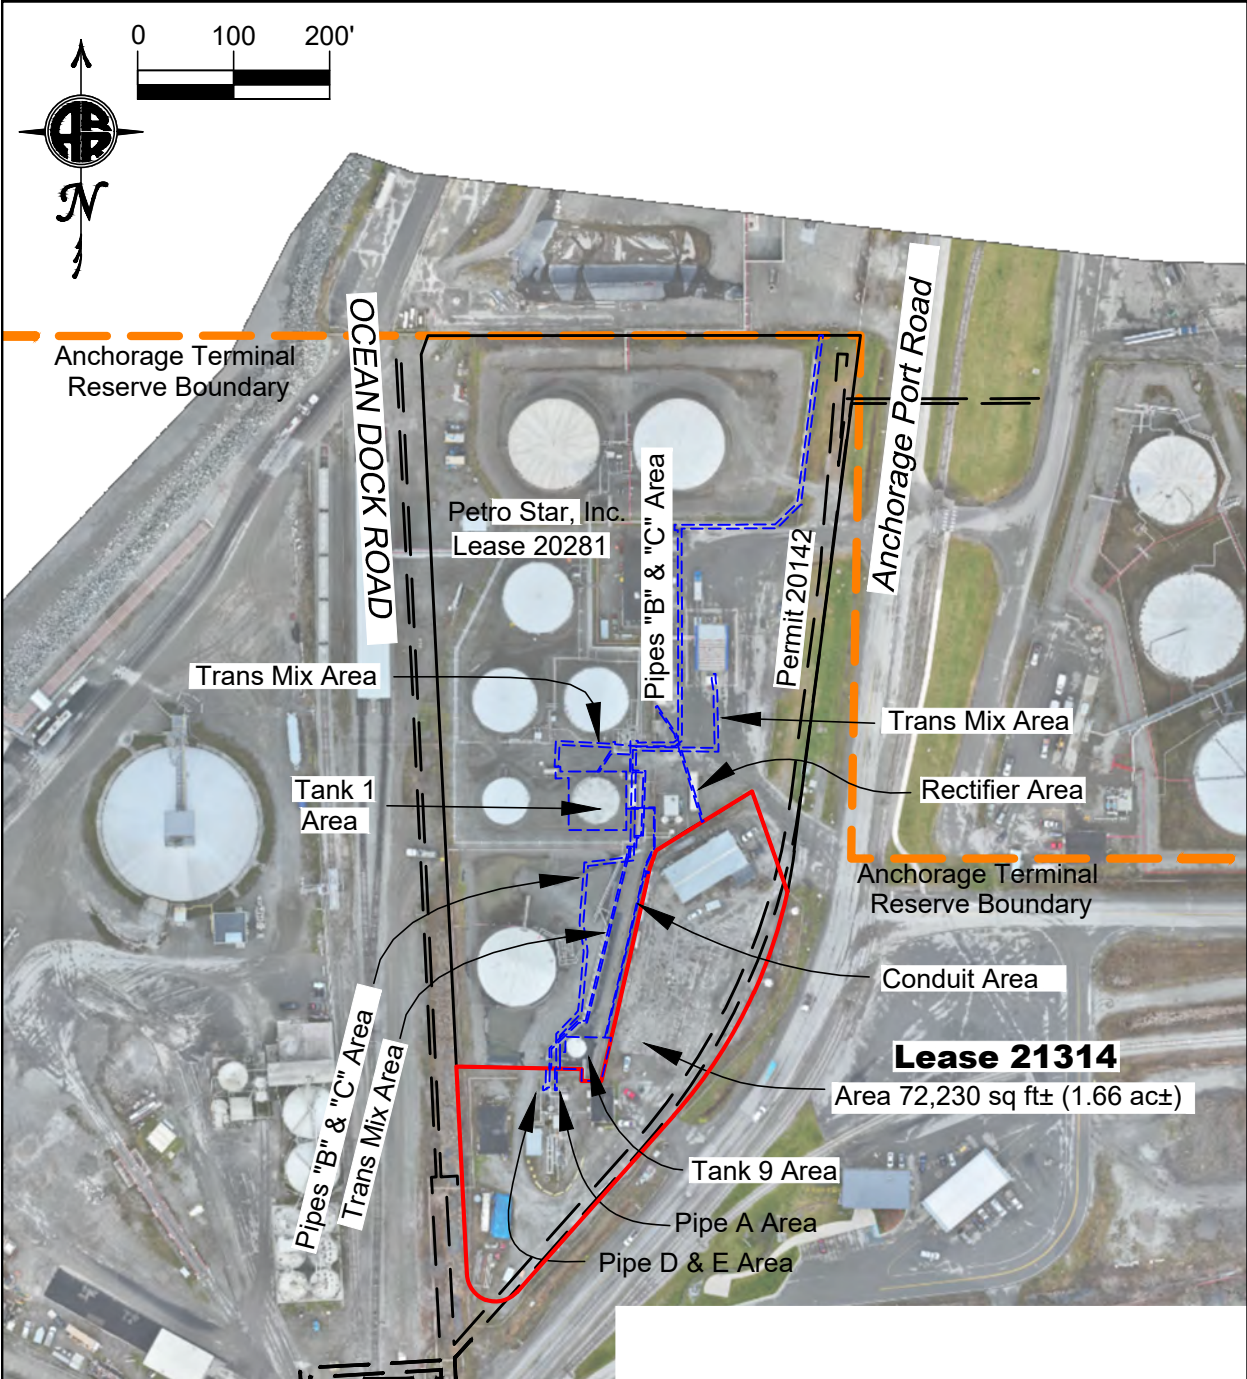 0 100 200'
N
Anchorage Terminal
Reserve Boundary
OCEAN DOCK ROAD
Anchorage Port Road
Petro Star, Inc.
Lease 20281
Pipes "B" & "C" Area
Permit 20142
Trans Mix Area
Trans Mix Area
Tank 1
Area
Rectifier Area
Anchorage Terminal
Reserve Boundary
Conduit Area
Pipes "B" & "C" Area
Trans Mix Area
Lease 21314
Area 72,230 sq ft± (1.66 ac±)
Tank 9 Area
Pipe A Area
Pipe D & E Area